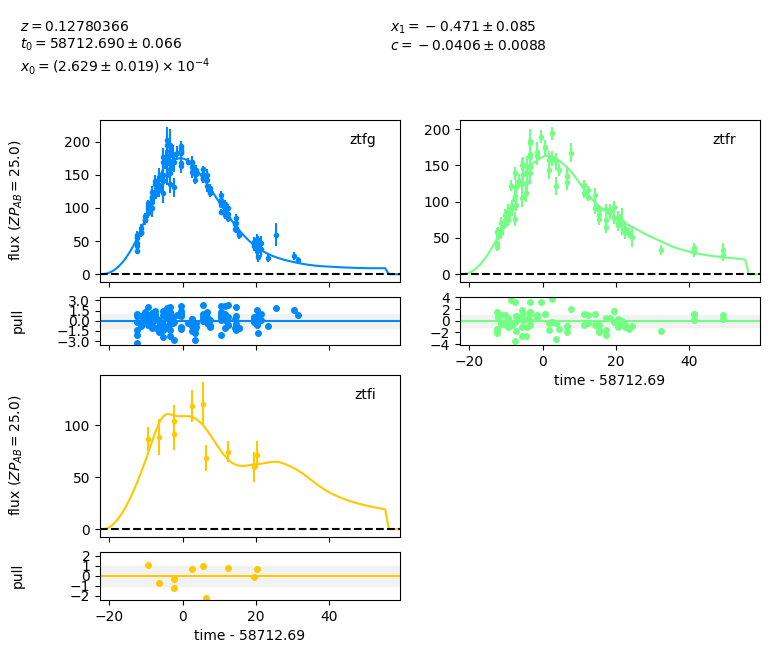 z = 0.12780366
t0 = 58712.690 ± 0.066
x0 = (2.629 ± 0.019) × 10^−4
x1 = −0.471 ± 0.085
c = −0.0406 ± 0.0088
flux (ZP_AB = 25.0)
200
150
100
50
0
ztfg
200
150
100
50
0
ztfr
pull
3.0
1.5
0.0
−1.5
−3.0
4
2
0
−2
−4
−20 0 20 40
time - 58712.69
flux (ZP_AB = 25.0)
100
50
0
ztfi
pull
2
1
0
−1
−2
−20 0 20 40
time - 58712.69